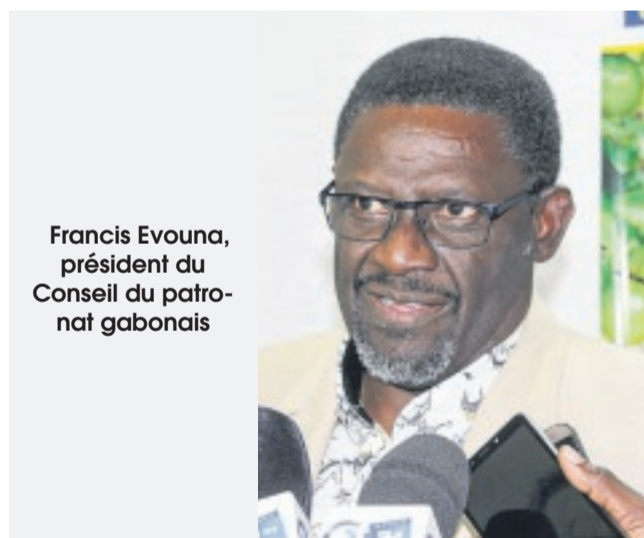 Francis Evouna,
président du
Conseil du patro-
nat gabonais